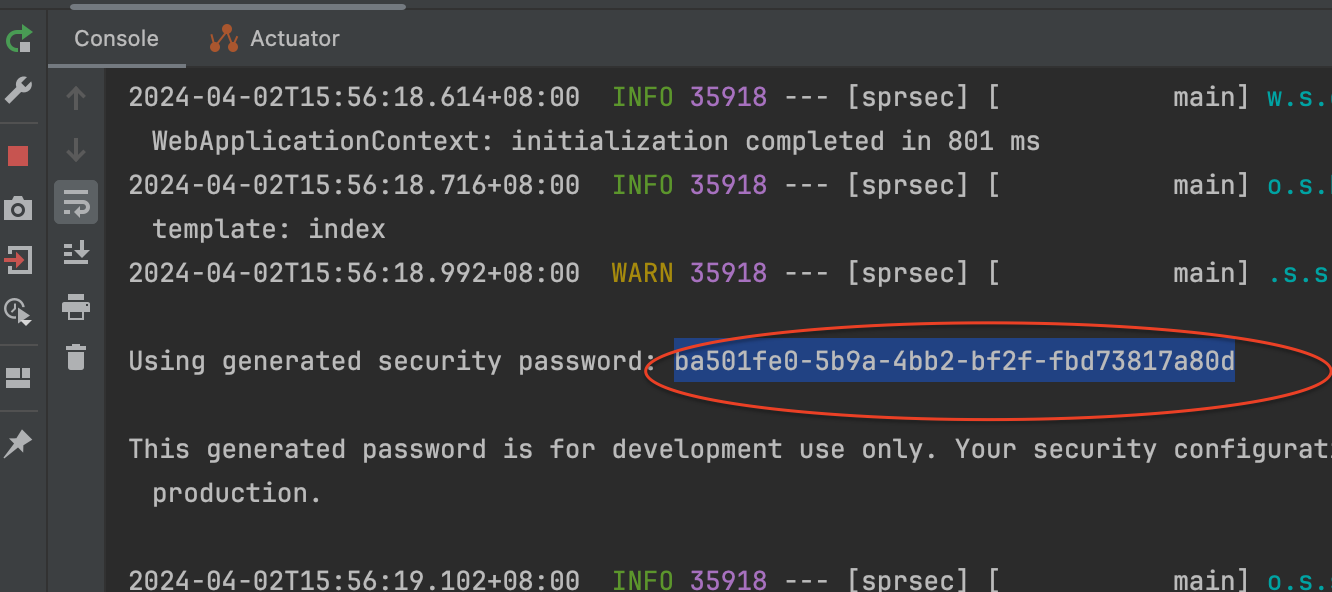 Console Actuator
2024-04-02T15:56:18.614+08:00  INFO 35918 --- [sprsec] [           main] w.s.
WebApplicationContext: initialization completed in 801 ms
2024-04-02T15:56:18.716+08:00  INFO 35918 --- [sprsec] [           main] o.s.
template: index
2024-04-02T15:56:18.992+08:00  WARN 35918 --- [sprsec] [           main] .s.s
Using generated security password: ba501fe0-5b9a-4bb2-bf2f-fbd73817a80d
This generated password is for development use only. Your security configurati
production.
2024-04-02T15:56:19.102+08:00  INFO 35918 --- [sprsec] [           main] o.s.